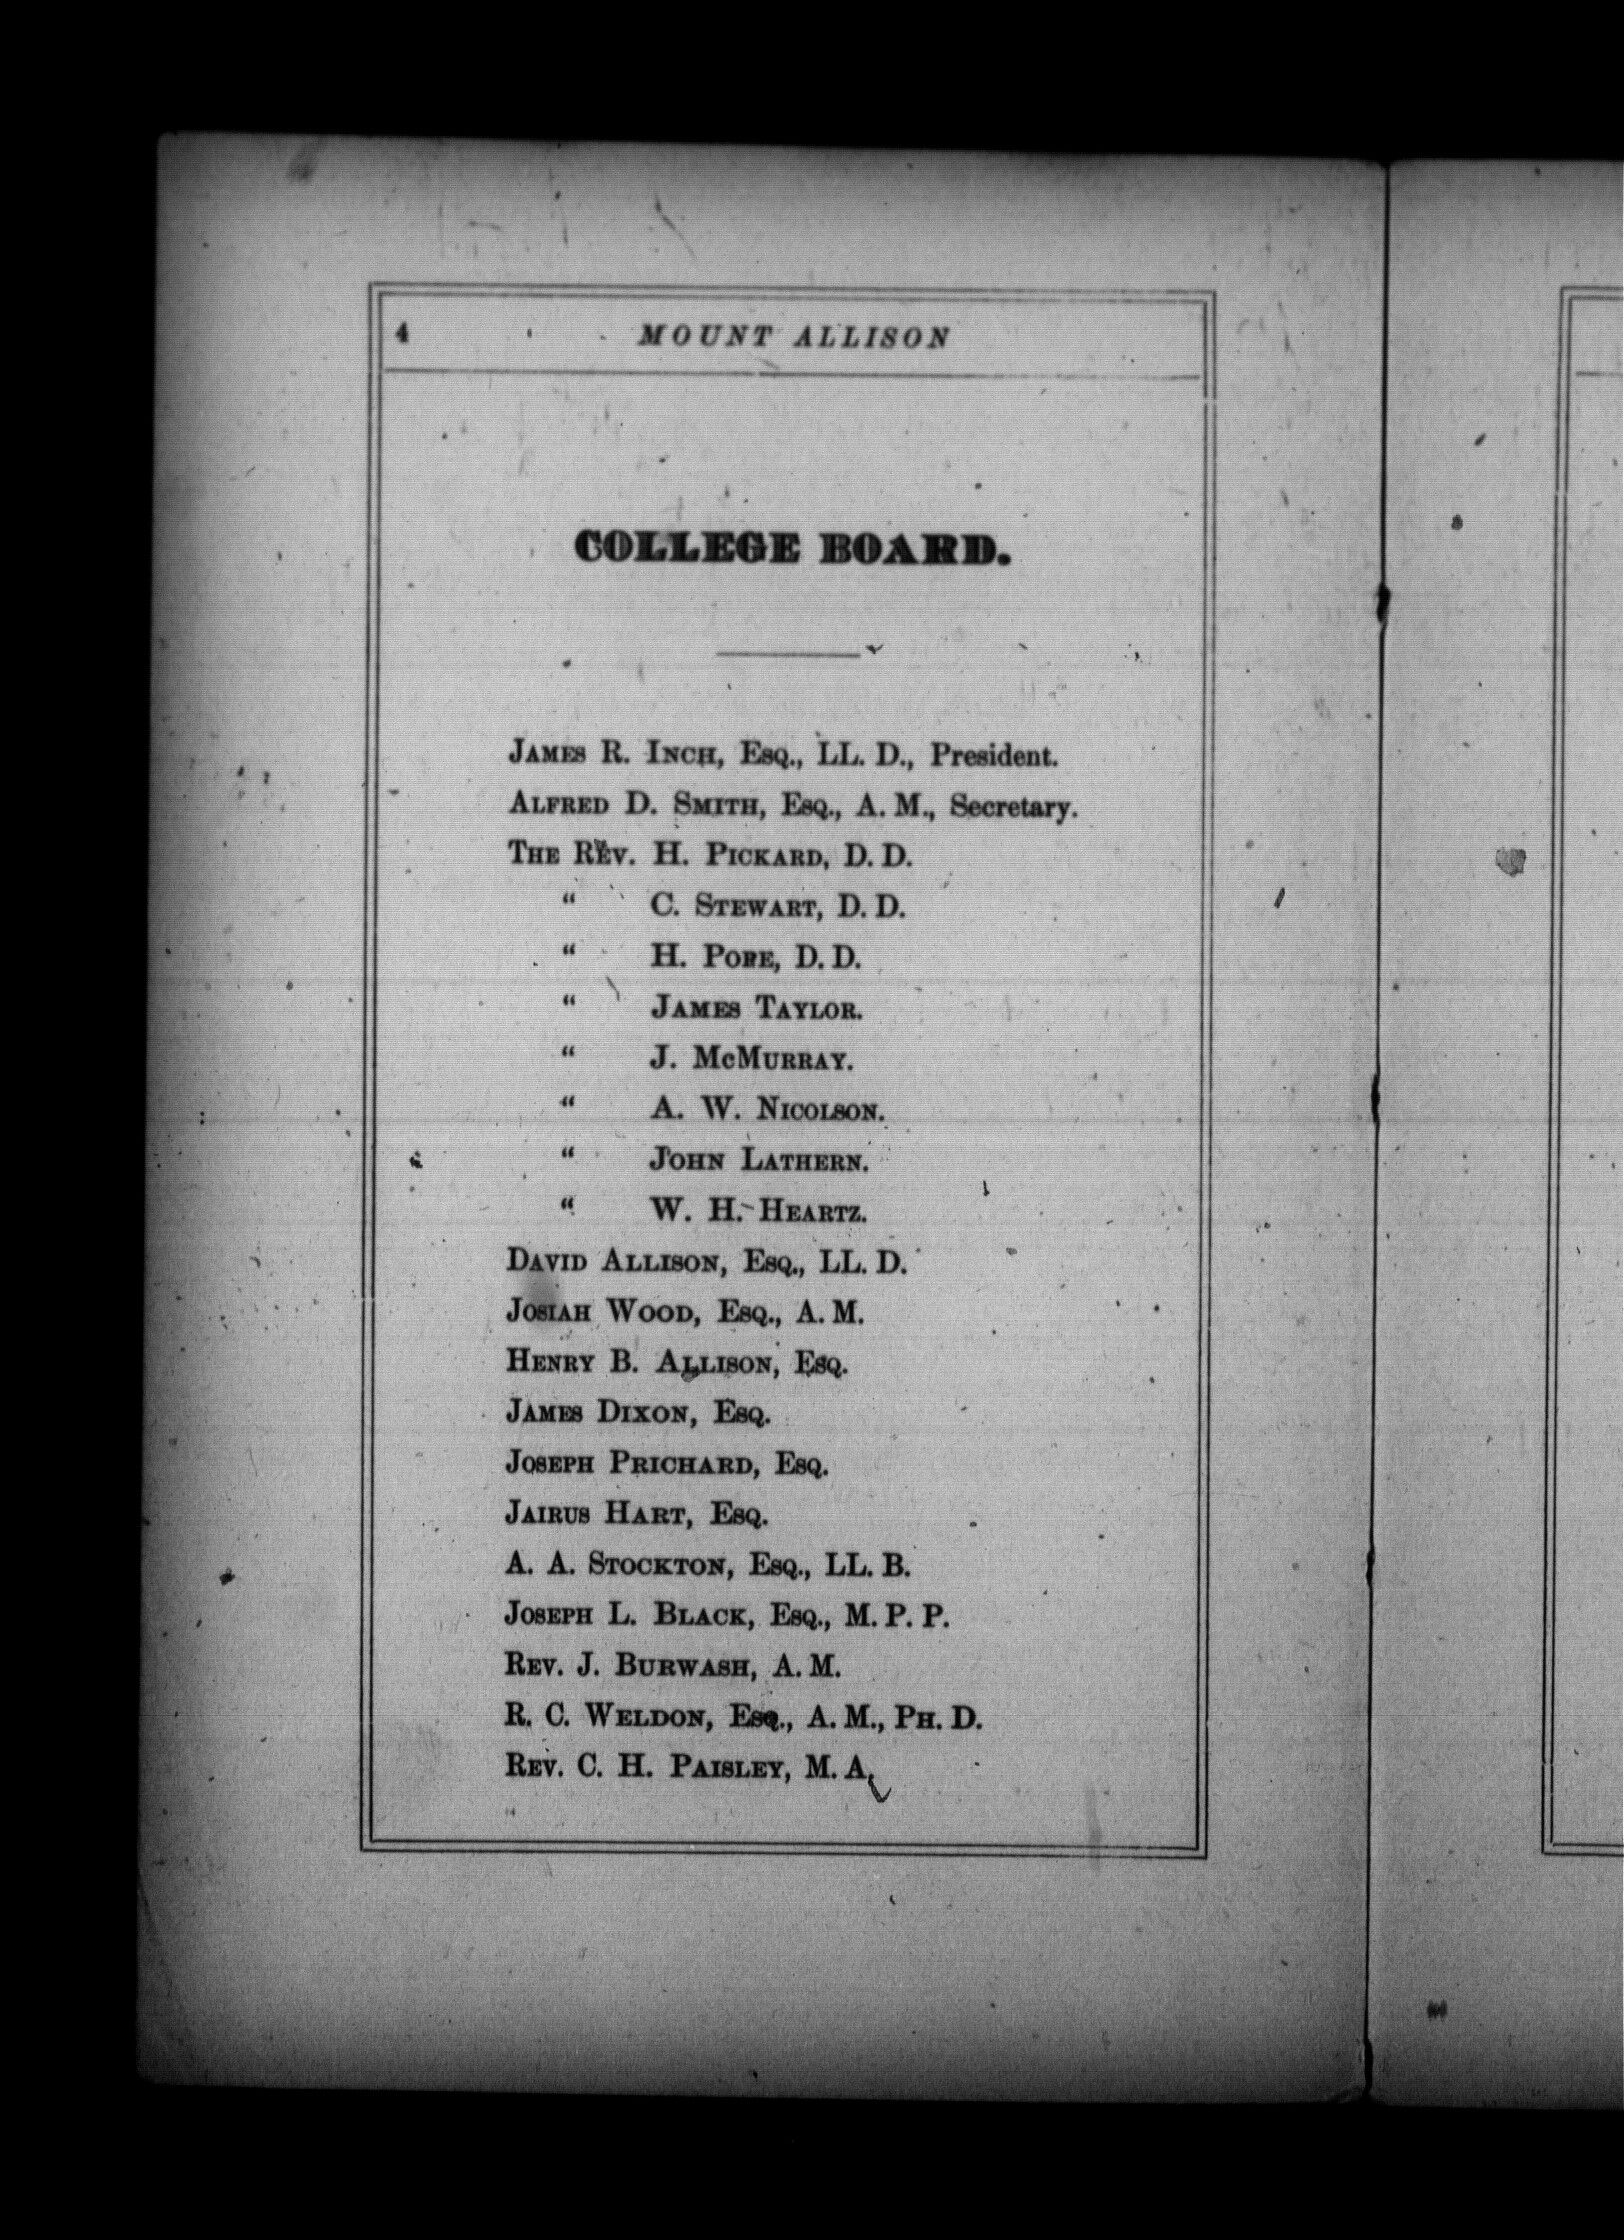 4 MOUNT ALLISON
COLLEGE BOARD.
JAMES R. INCH, ESQ., LL. D., President.
ALFRED D. SMITH, ESQ., A. M., Secretary.
THE REV. H. PICKARD, D. D.
“ C. STEWART, D. D.
“ H. POPE, D. D.
“ JAMES TAYLOR.
“ J. McMURRAY.
“ A. W. NICOLSON.
“ JOHN LATHERN.
“ W. H. HEARTZ.
DAVID ALLISON, ESQ., LL. D.
JOSIAH WOOD, ESQ., A. M.
HENRY B. ALLISON, ESQ.
JAMES DIXON, ESQ.
JOSEPH PRICHARD, ESQ.
JAIRUS HART, ESQ.
A. A. STOCKTON, ESQ., LL. B.
JOSEPH L. BLACK, ESQ., M. P. P.
REV. J. BURWASH, A. M.
R. C. WELDON, ESQ., A. M., PH. D.
REV. C. H. PAISLEY, M. A.